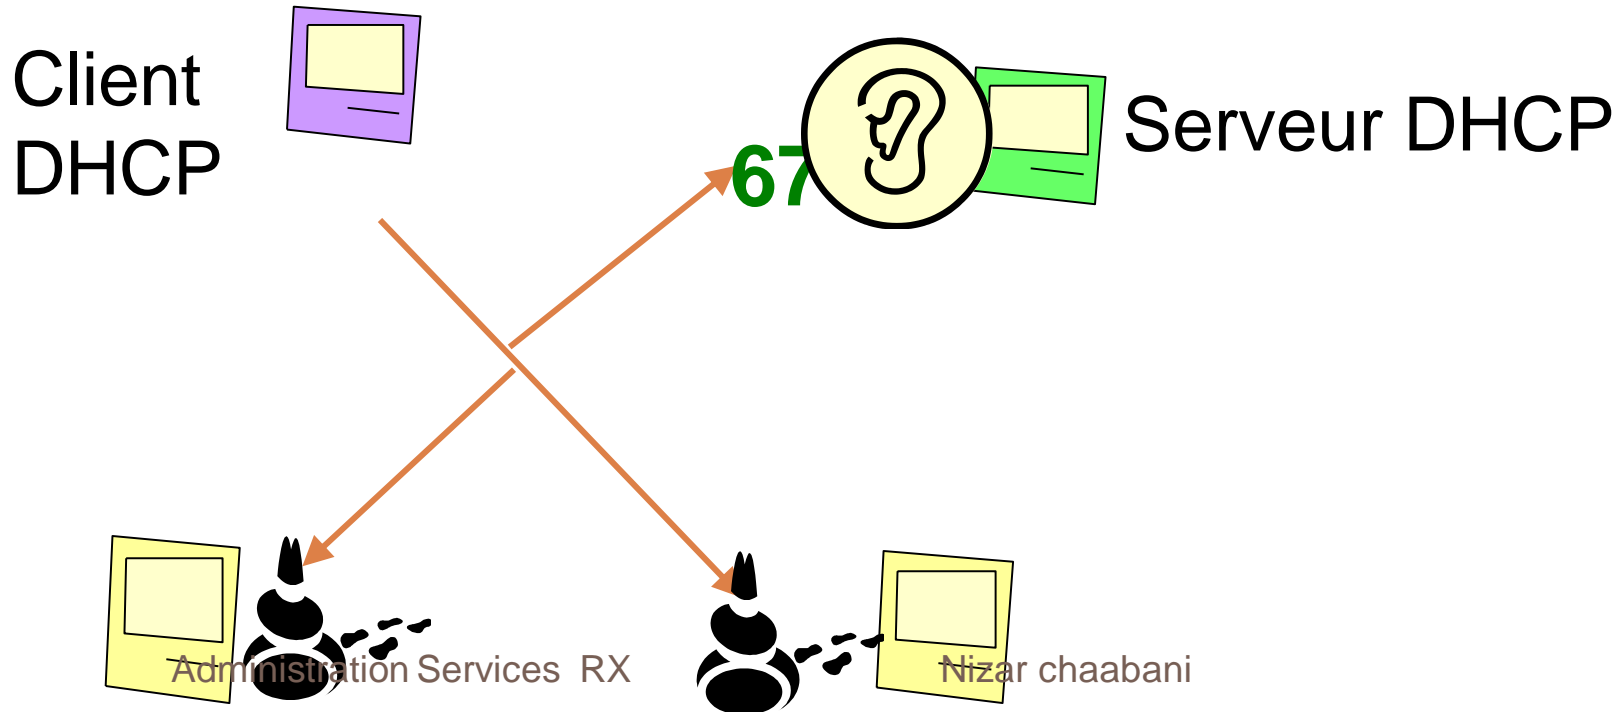 Client
DHCP
67
Serveur DHCP
Administration Services RX
Nizar chaabani